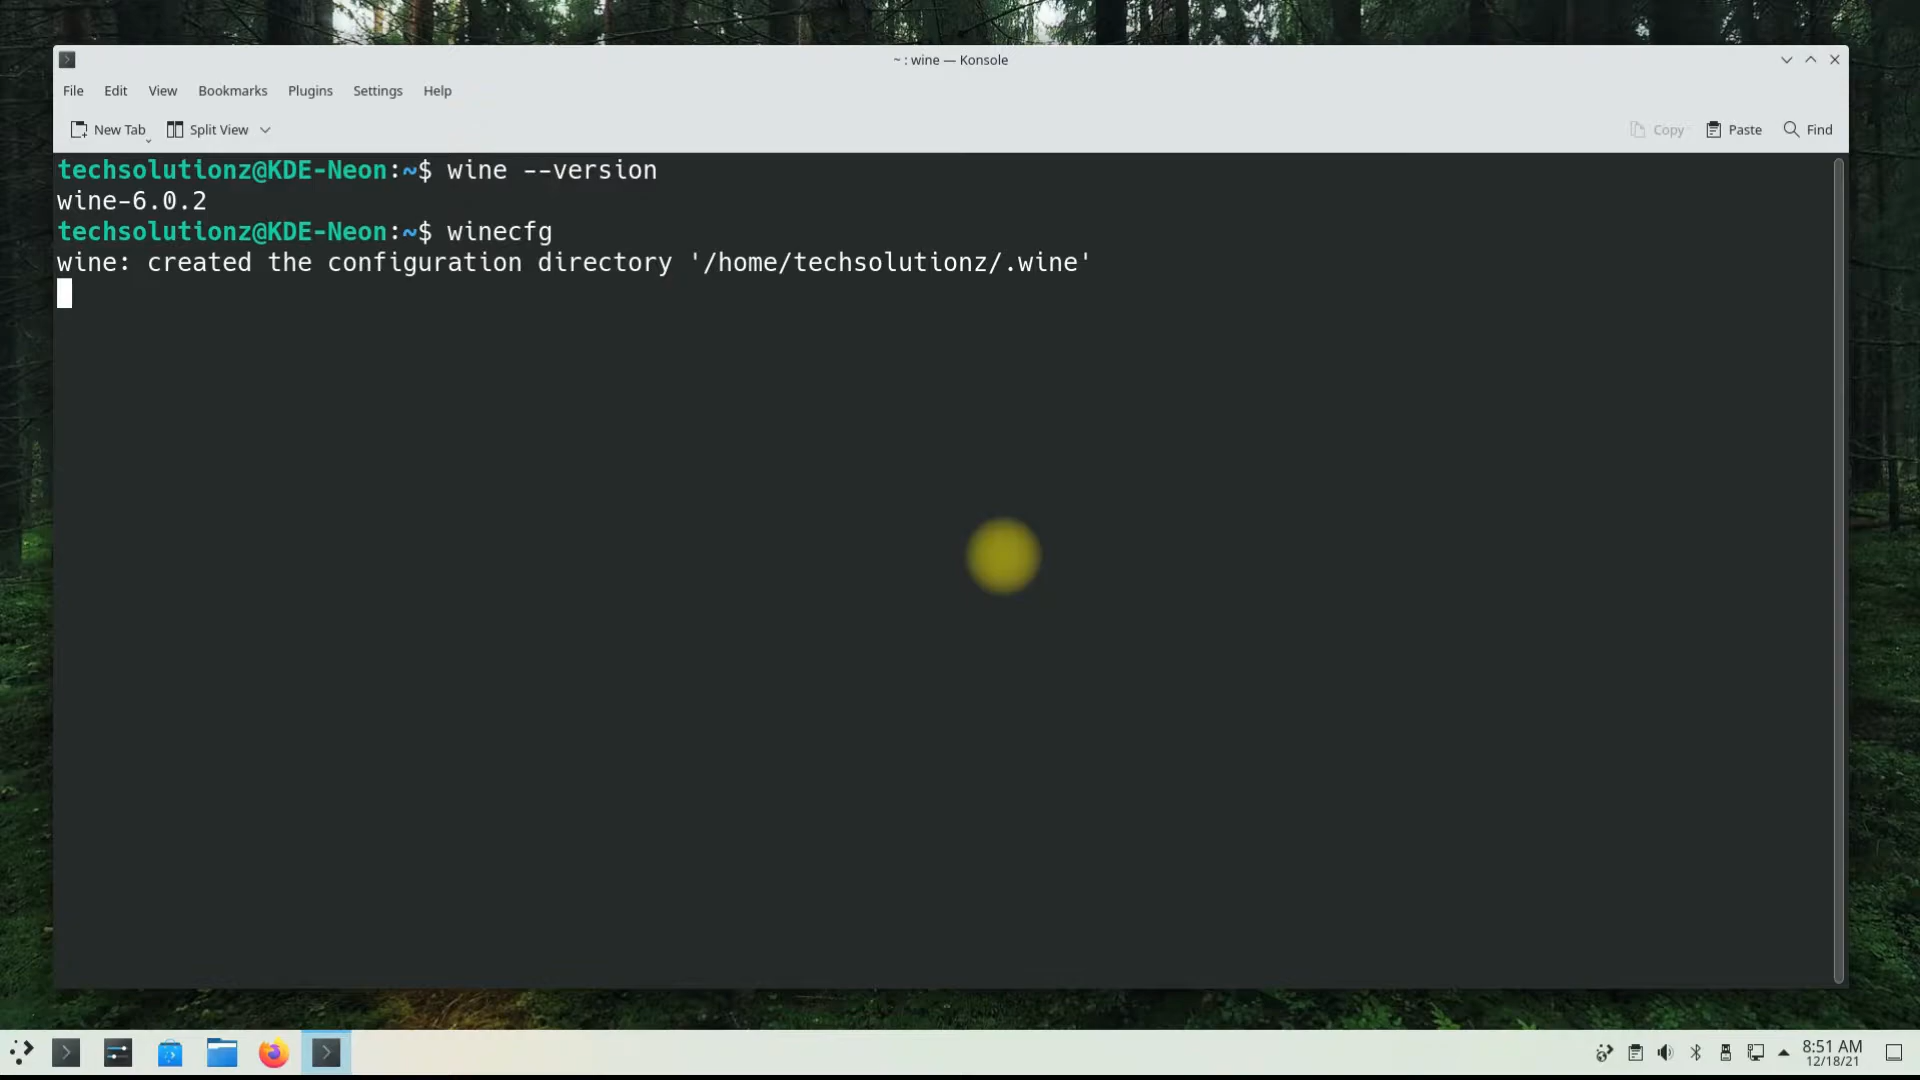 ~ : wine — Konsole
File Edit View Bookmarks Plugins Settings Help
New Tab Split View Copy Paste Find
techsolutionz@KDE-Neon:~$ wine --version
wine-6.0.2
techsolutionz@KDE-Neon:~$ winecfg
wine: created the configuration directory '/home/techsolutionz/.wine'
8:51 AM
12/18/21